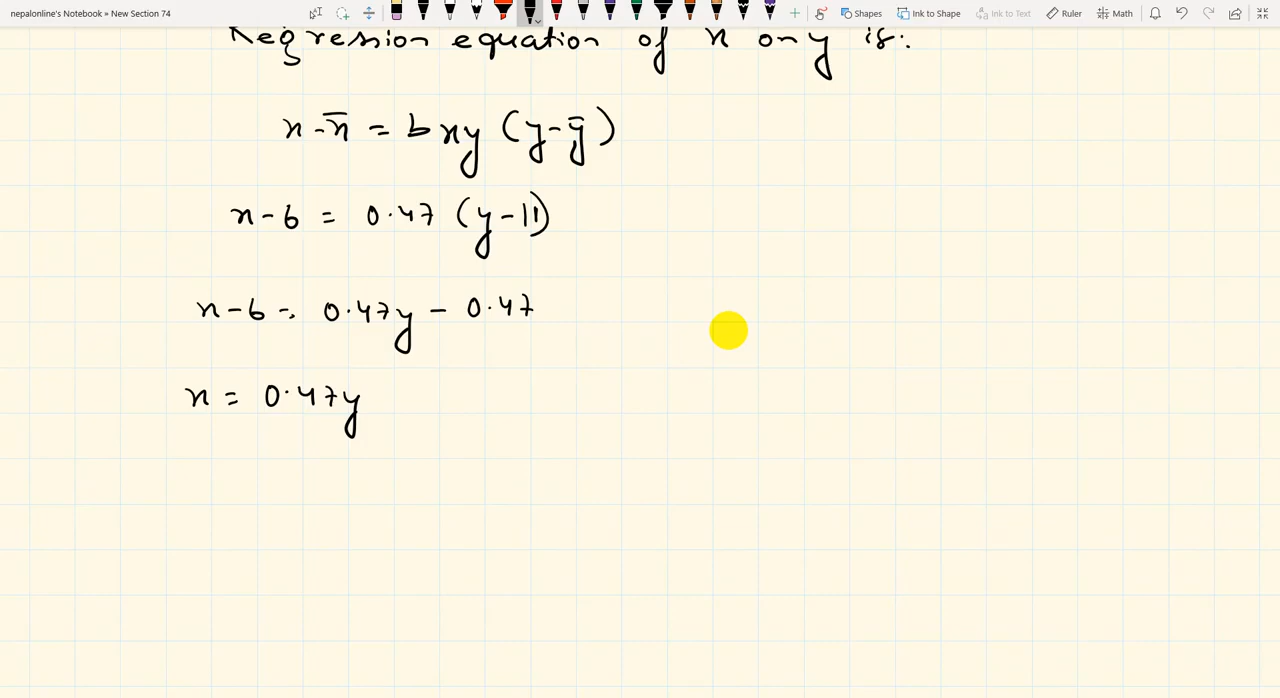 nepalonline's Notebook » New Section 74
Shapes Ink to Shape Ink to Text Ruler Math
Regression equation of x on y is:
x - x̄ = bxy (y - ȳ)
x - 6 = 0.47 (y - 11)
x - 6 = 0.47y - 0.47
x = 0.47y